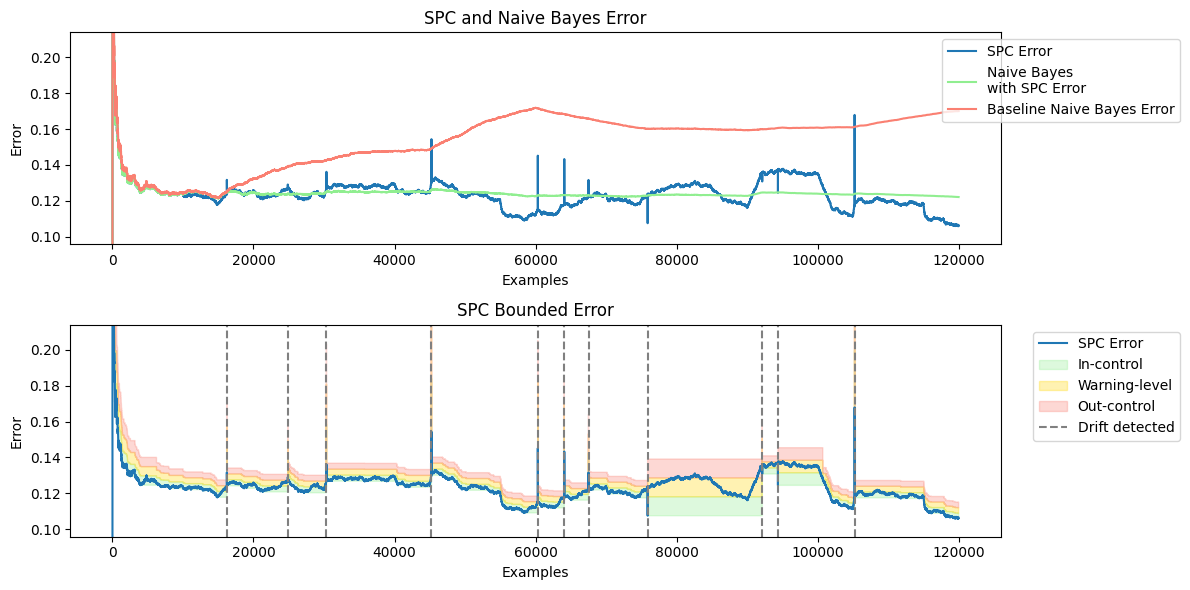 SPC and Naive Bayes Error
Error
0.20
0.18
0.16
0.14
0.12
0.10
0
20000
40000
60000
80000
100000
120000
Examples
SPC Error
Naive Bayes
with SPC Error
Baseline Naive Bayes Error
SPC Bounded Error
Error
0.20
0.18
0.16
0.14
0.12
0.10
0
20000
40000
60000
80000
100000
120000
Examples
SPC Error
In-control
Warning-level
Out-control
Drift detected